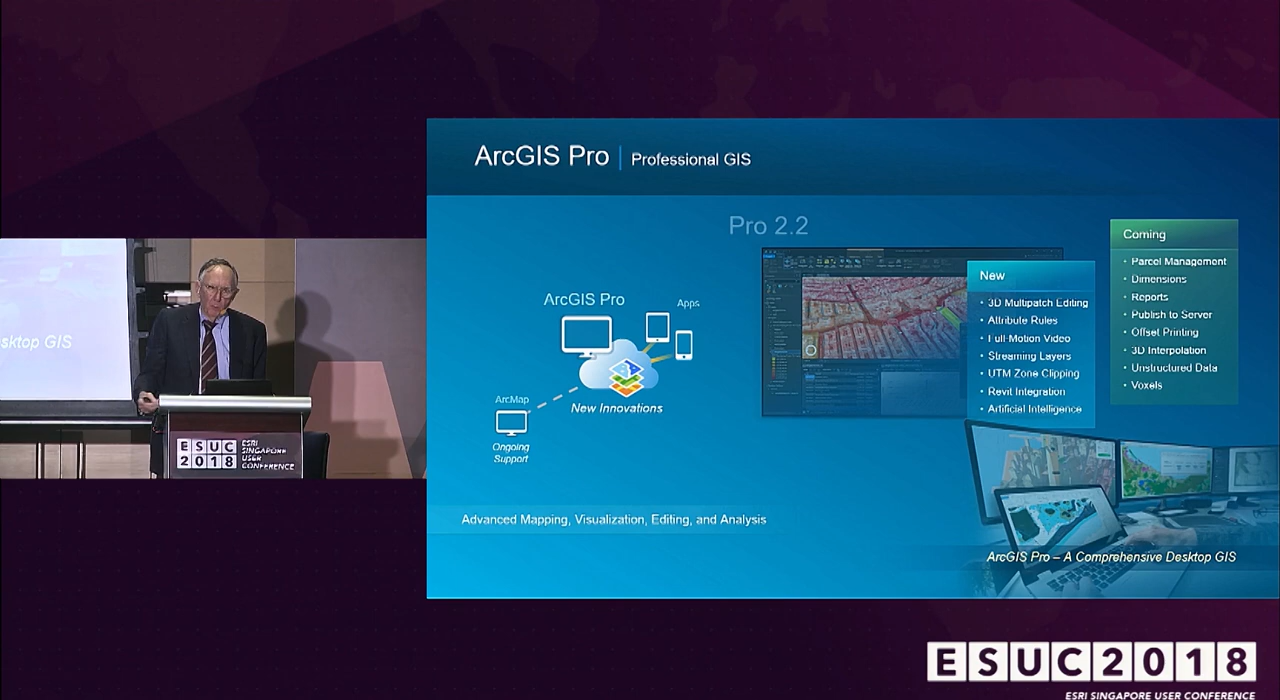 ArcGIS Pro | Professional GIS
Pro 2.2
ArcGIS Pro
Apps
New Innovations
ArcMap
Ongoing
Support
New
• 3D Multipatch Editing
• Attribute Rules
• Full-Motion Video
• Streaming Layers
• UTM Zone Clipping
• Revit Integration
• Artificial Intelligence
Coming
• Parcel Management
• Dimensions
• Reports
• Publish to Server
• Offset Printing
• 3D Interpolation
• Unstructured Data
• Voxels
Advanced Mapping, Visualization, Editing, and Analysis
ArcGIS Pro – A Comprehensive Desktop GIS
sktop GIS
ESUC
2018
ESRI
SINGAPORE
USER
CONFERENCE
ESUC2018
ESRI SINGAPORE USER CONFERENCE